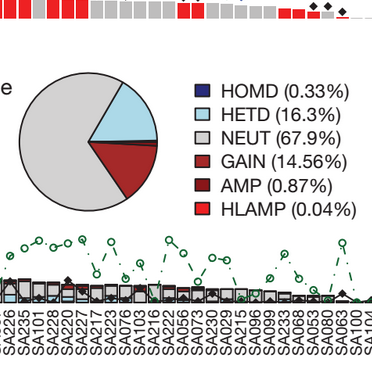 e
HOMD (0.33%)
HETD (16.3%)
NEUT (67.9%)
GAIN (14.56%)
AMP (0.87%)
HLAMP (0.04%)
SA235
SA101
SA228
SA220
SA227
SA217
SA223
SA076
SA103
SA216
SA222
SA056
SA073
SA230
SA029
SA215
SA096
SA099
SA233
SA068
SA053
SA080
SA063
SA100
SA104